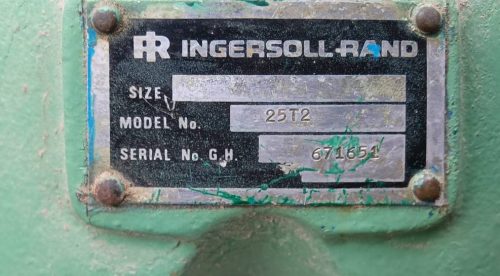 IR INGERSOLL-RAND
SIZE
MODEL No. 25T2
SERIAL No G.H. 671651